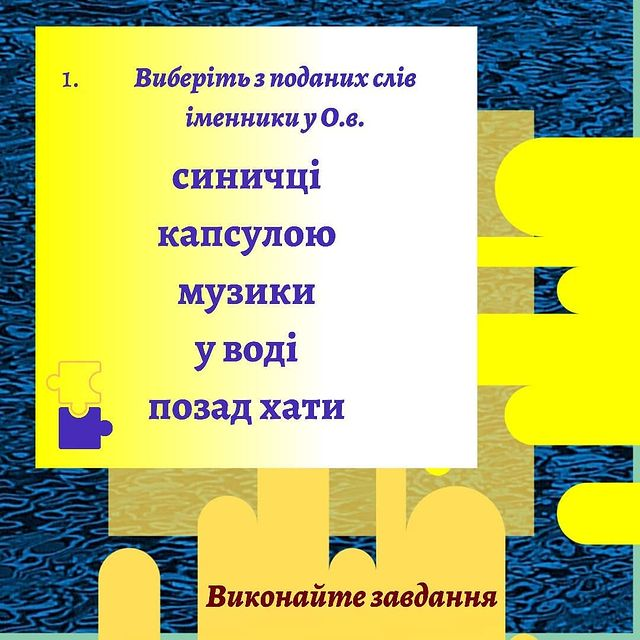 1. Виберіть з поданих слів
іменники у О.в.
синичці
капсулою
музики
у воді
позад хати
Виконайте завдання